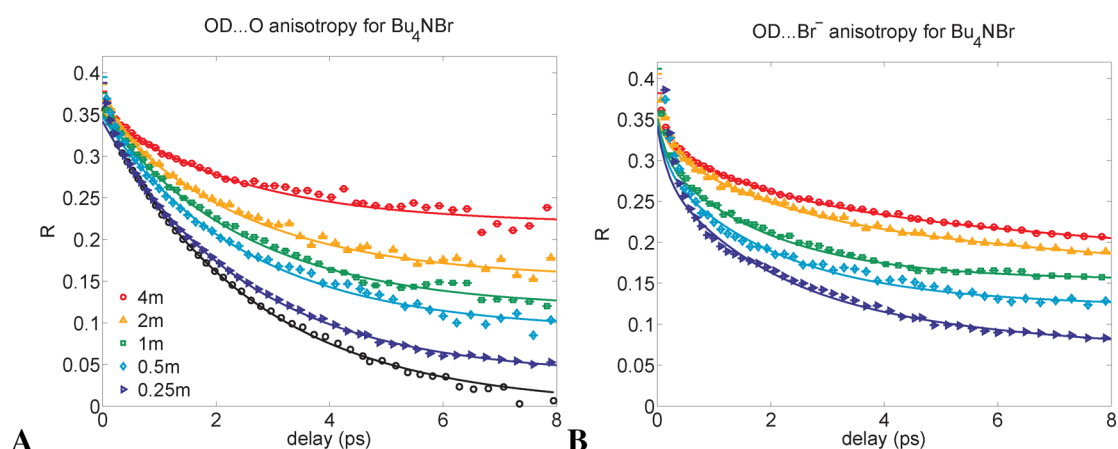 OD...O anisotropy for Bu₄NBr
0.4
0.35
0.3
0.25
0.2
0.15
0.1
0.05
0
R
4m
2m
1m
0.5m
0.25m
0 2 4 6 8
delay (ps)
A
OD...Br⁻ anisotropy for Bu₄NBr
0.4
0.35
0.3
0.25
0.2
0.15
0.1
0.05
0
R
0 2 4 6 8
delay (ps)
B